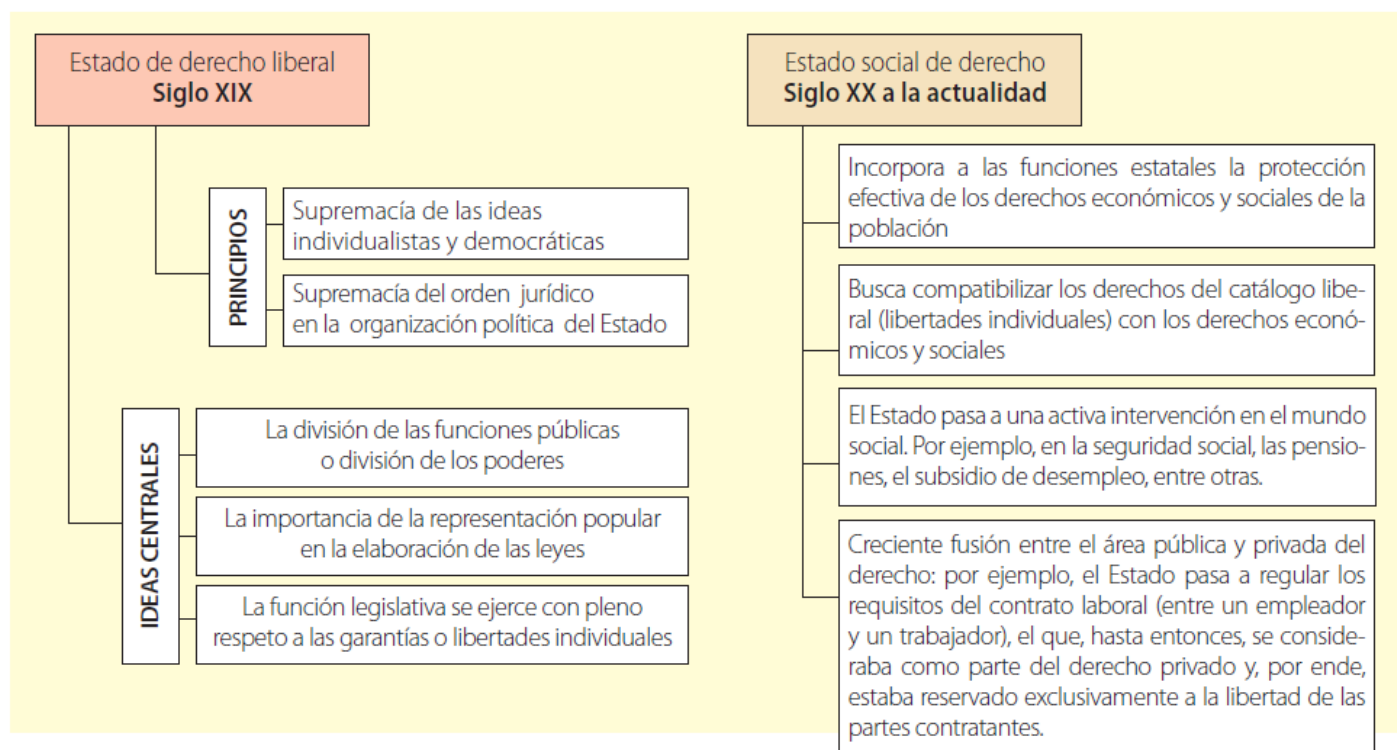 Estado de derecho liberal
Siglo XIX
PRINCIPIOS
Supremacía de las ideas
individualistas y democráticas
Supremacía del orden jurídico
en la organización política del Estado
IDEAS CENTRALES
La división de las funciones públicas
o división de los poderes
La importancia de la representación popular
en la elaboración de las leyes
La función legislativa se ejerce con pleno
respeto a las garantías o libertades individuales
Estado social de derecho
Siglo XX a la actualidad
Incorpora a las funciones estatales la protección
efectiva de los derechos económicos y sociales de la
población
Busca compatibilizar los derechos del catálogo libe-
ral (libertades individuales) con los derechos econó-
micos y sociales
El Estado pasa a una activa intervención en el mundo
social. Por ejemplo, en la seguridad social, las pensio-
nes, el subsidio de desempleo, entre otras.
Creciente fusión entre el área pública y privada del
derecho: por ejemplo, el Estado pasa a regular los
requisitos del contrato laboral (entre un empleador
y un trabajador), el que, hasta entonces, se conside-
raba como parte del derecho privado y, por ende,
estaba reservado exclusivamente a la libertad de las
partes contratantes.